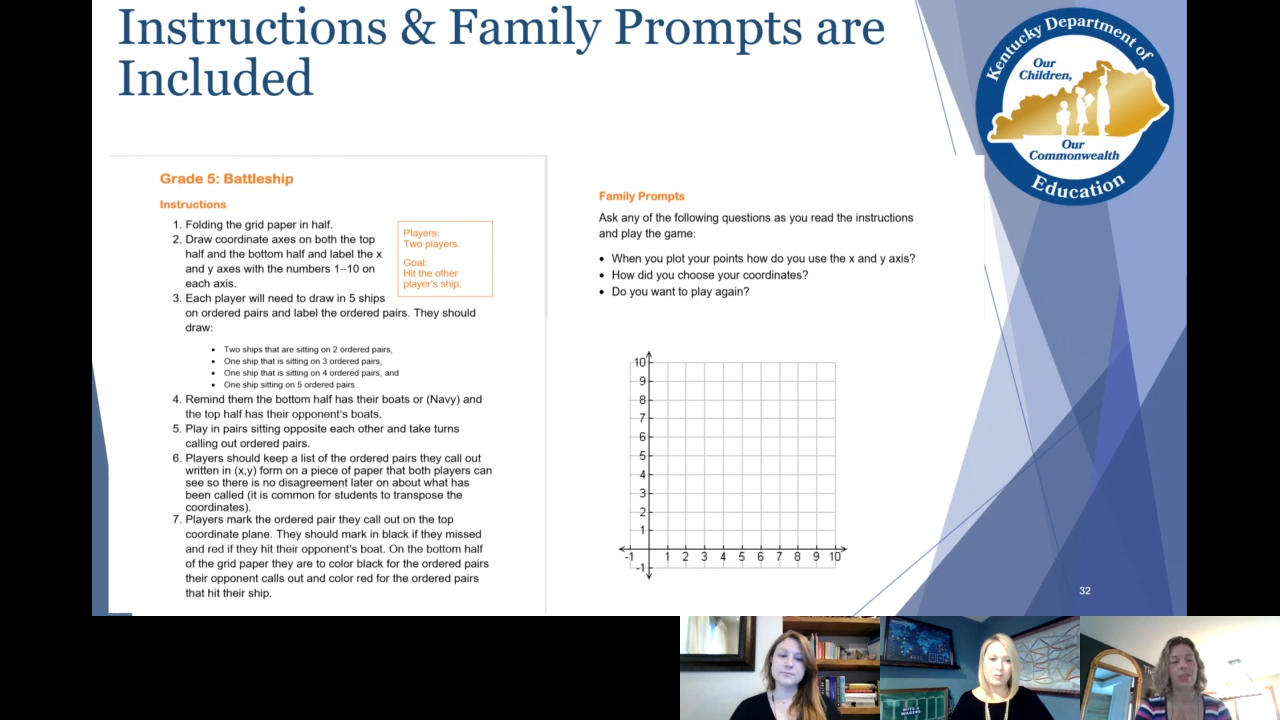 Instructions & Family Prompts are
Included
Kentucky Department of
Education
Our
Children,
Our
Commonwealth
Grade 5: Battleship
Instructions
1. Folding the grid paper in half.
2. Draw coordinate axes on both the top
half and the bottom half and label the x
and y axes with the numbers 1–10 on
each axis.
Players:
Two players.
Goal:
Hit the other
player's ship.
3. Each player will need to draw in 5 ships
on ordered pairs and label the ordered pairs. They should
draw:
• Two ships that are sitting on 2 ordered pairs,
• One ship that is sitting on 3 ordered pairs,
• One ship that is sitting on 4 ordered pairs, and
• One ship sitting on 5 ordered pairs.
4. Remind them the bottom half has their boats or (Navy) and
the top half has their opponent's boats.
5. Play in pairs sitting opposite each other and take turns
calling out ordered pairs.
6. Players should keep a list of the ordered pairs they call out
written in (x,y) form on a piece of paper that both players can
see so there is no disagreement later on about what has
been called (it is common for students to transpose the
coordinates).
7. Players mark the ordered pair they call out on the top
coordinate plane. They should mark in black if they missed
and red if they hit their opponent's boat. On the bottom half
of the grid paper they are to color black for the ordered pairs
their opponent calls out and color red for the ordered pairs
that hit their ship.
Family Prompts
Ask any of the following questions as you read the instructions
and play the game:
• When you plot your points how do you use the x and y axis?
• How did you choose your coordinates?
• Do you want to play again?
10
9
8
7
6
5
4
3
2
1
-1 1 2 3 4 5 6 7 8 9 10
-1
32